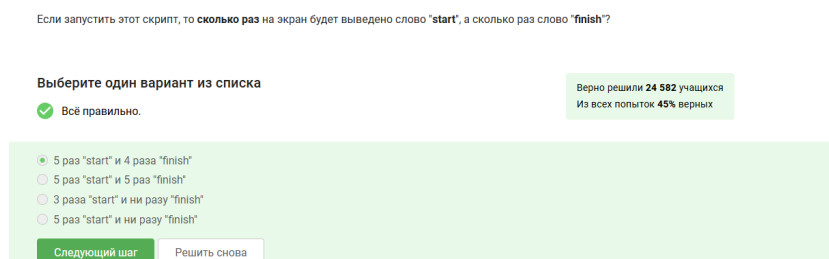 Если запустить этот скрипт, то сколько раз на экран будет выведено слово "start", а сколько раз слово "finish"?
Выберите один вариант из списка
Всё правильно.
Верно решили 24 582 учащихся
Из всех попыток 45% верных
5 раз "start" и 4 раза "finish"
5 раз "start" и 5 раз "finish"
3 раза "start" и ни разу "finish"
5 раз "start" и ни разу "finish"
Следующий шаг
Решить снова